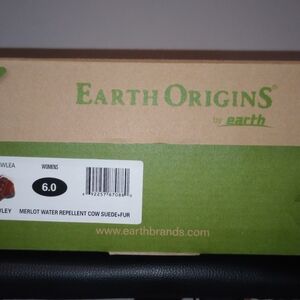 EARTH ORIGINS®
by earth
WOMENS
6.0
MERLOT WATER REPELLENT COW SUEDE+FUR
www.earthbrands.com